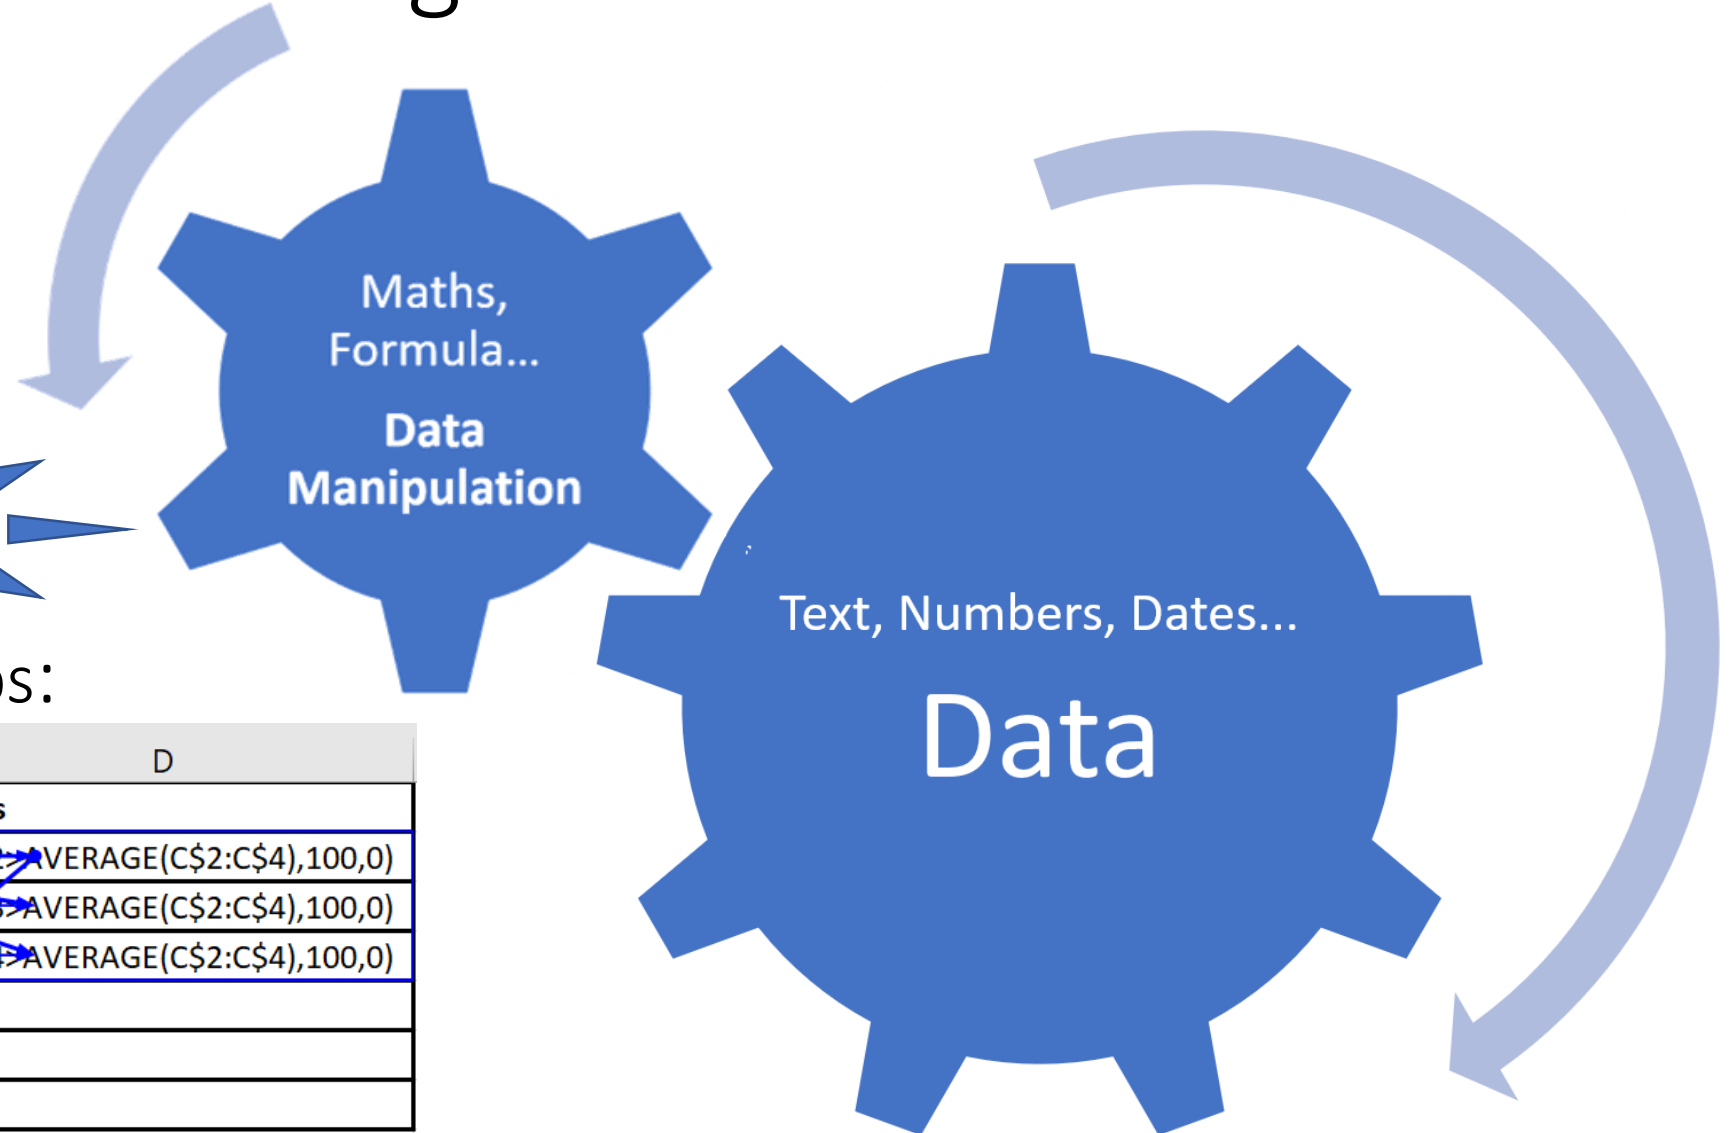 Maths,
Formula...
Data
Manipulation
Text, Numbers, Dates...
Data
D
>AVERAGE(C$2:C$4),100,0)
>AVERAGE(C$2:C$4),100,0)
>AVERAGE(C$2:C$4),100,0)